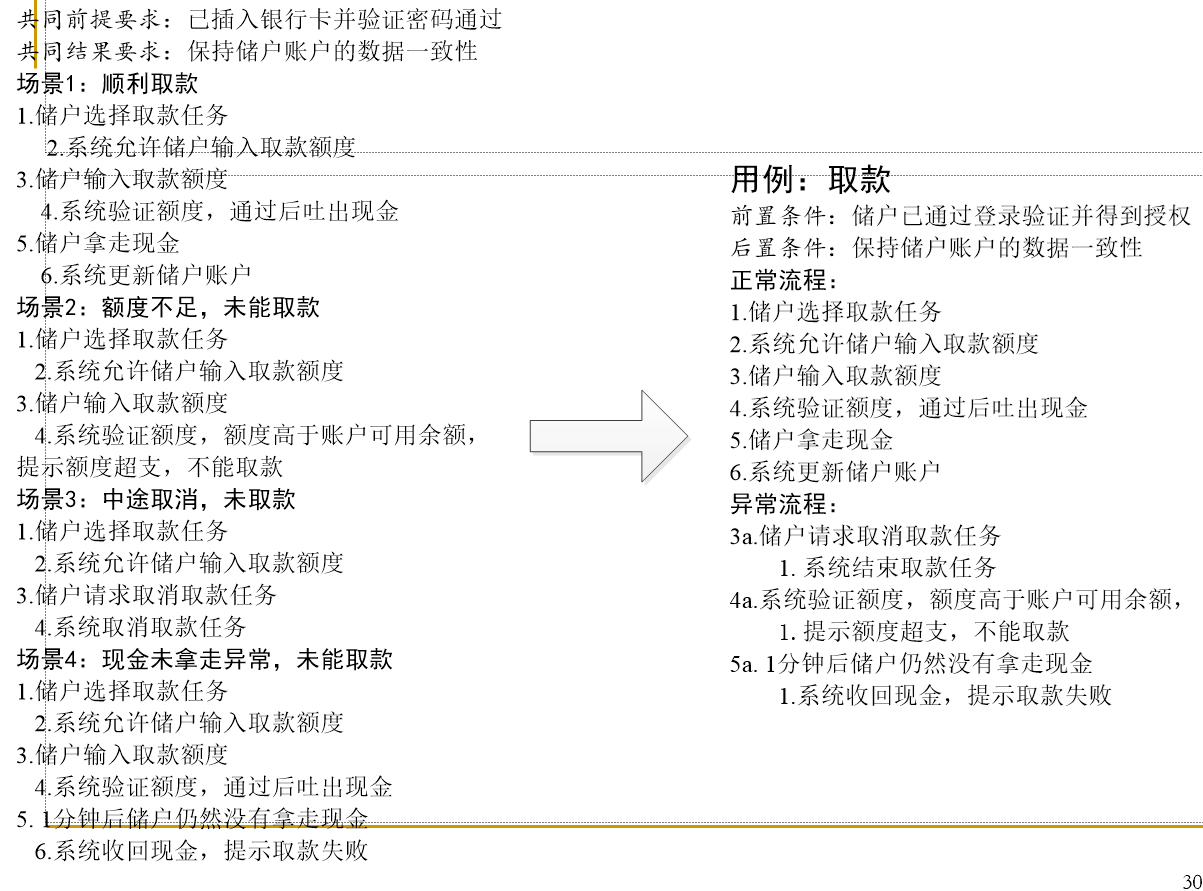 共同前提要求：已插入银行卡并验证密码通过
共同结果要求：保持储户账户的数据一致性
场景1：顺利取款
1.储户选择取款任务
2.系统允许储户输入取款额度
3.储户输入取款额度
4.系统验证额度，通过后吐出现金
5.储户拿走现金
6.系统更新储户账户
场景2：额度不足，未能取款
1.储户选择取款任务
2.系统允许储户输入取款额度
3.储户输入取款额度
4.系统验证额度，额度高于账户可用余额，
提示额度超支，不能取款
场景3：中途取消，未取款
1.储户选择取款任务
2.系统允许储户输入取款额度
3.储户请求取消取款任务
4.系统取消取款任务
场景4：现金未拿走异常，未能取款
1.储户选择取款任务
2.系统允许储户输入取款额度
3.储户输入取款额度
4.系统验证额度，通过后吐出现金
5. 1分钟后储户仍然没有拿走现金
6.系统收回现金，提示取款失败
用例：取款
前置条件：储户已通过登录验证并得到授权
后置条件：保持储户账户的数据一致性
正常流程：
1.储户选择取款任务
2.系统允许储户输入取款额度
3.储户输入取款额度
4.系统验证额度，通过后吐出现金
5.储户拿走现金
6.系统更新储户账户
异常流程：
3a.储户请求取消取款任务
1. 系统结束取款任务
4a.系统验证额度，额度高于账户可用余额，
1. 提示额度超支，不能取款
5a. 1分钟后储户仍然没有拿走现金
1.系统收回现金，提示取款失败
30